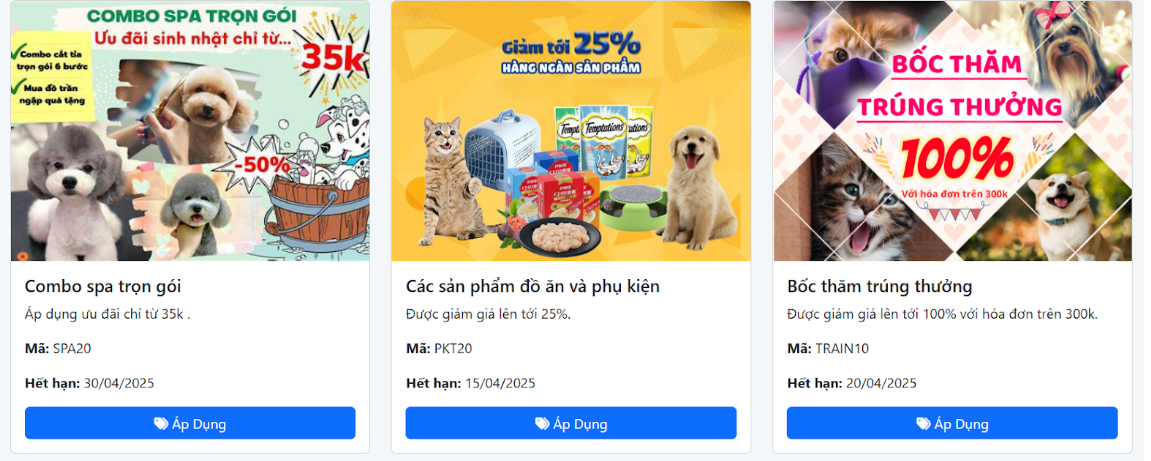 COMBO SPA TRỌN GÓI
Ưu đãi sinh nhật chỉ từ...
35k
Combo cắt tỉa
trọn gói 6 bước
Mua đồ trần
ngập quà tặng
-50%
Combo spa trọn gói
Áp dụng ưu đãi chỉ từ 35k .
Mã: SPA20
Hết hạn: 30/04/2025
Áp Dụng
Giảm tới 25%
HÀNG NGÀN SẢN PHẨM
Temptations
Các sản phẩm đồ ăn và phụ kiện
Được giảm giá lên tới 25%.
Mã: PKT20
Hết hạn: 15/04/2025
Áp Dụng
BỐC THĂM
TRÚNG THƯỞNG
100%
Với hóa đơn trên 300k
Bốc thăm trúng thưởng
Được giảm giá lên tới 100% với hóa đơn trên 300k.
Mã: TRAIN10
Hết hạn: 20/04/2025
Áp Dụng